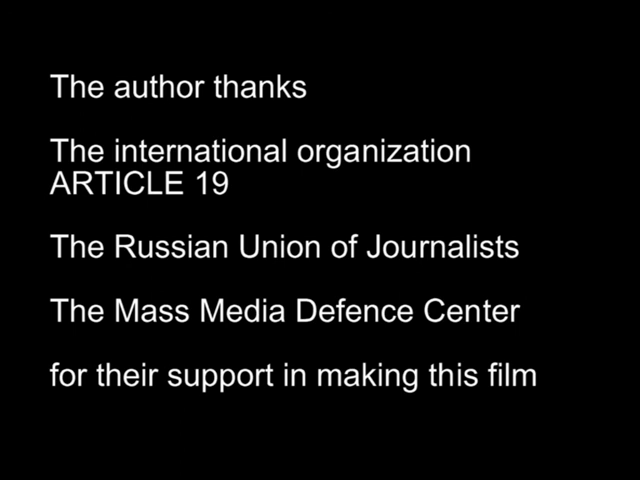 The author thanks
The international organization
ARTICLE 19
The Russian Union of Journalists
The Mass Media Defence Center
for their support in making this film